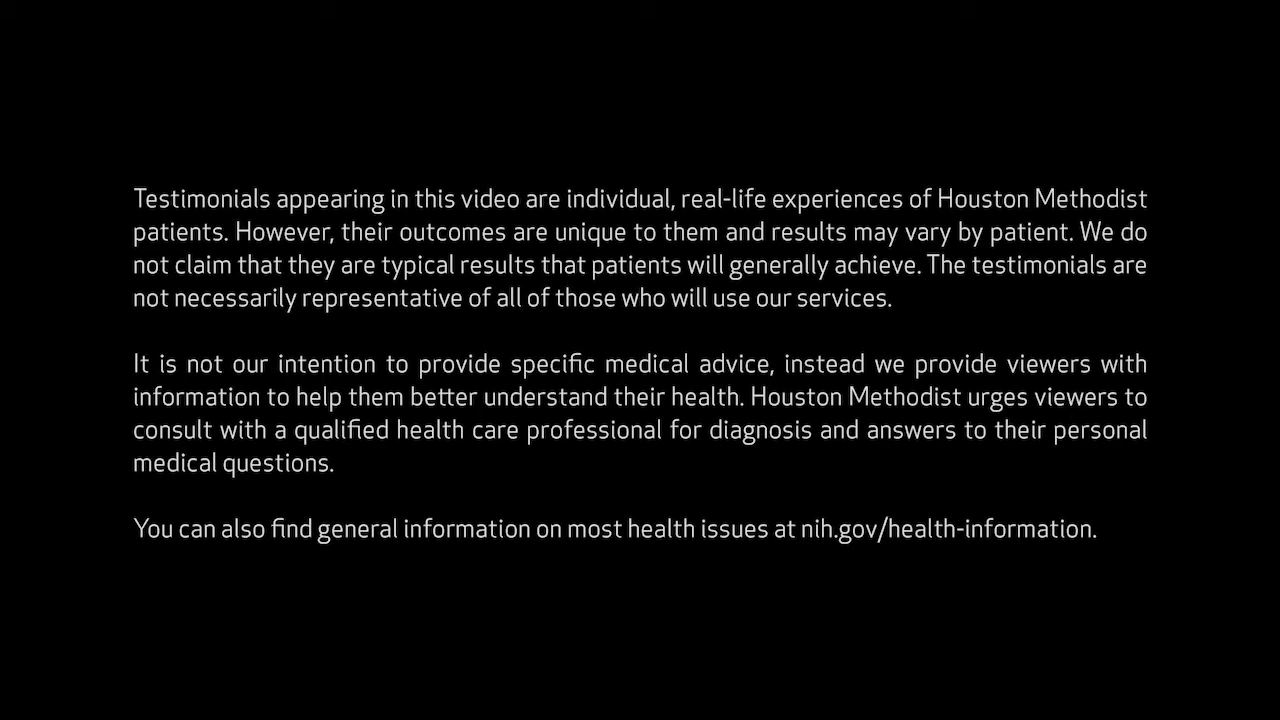 Testimonials appearing in this video are individual, real-life experiences of Houston Methodist
patients. However, their outcomes are unique to them and results may vary by patient. We do
not claim that they are typical results that patients will generally achieve. The testimonials are
not necessarily representative of all of those who will use our services.
It is not our intention to provide specific medical advice, instead we provide viewers with
information to help them better understand their health. Houston Methodist urges viewers to
consult with a qualified health care professional for diagnosis and answers to their personal
medical questions.
You can also find general information on most health issues at nih.gov/health-information.